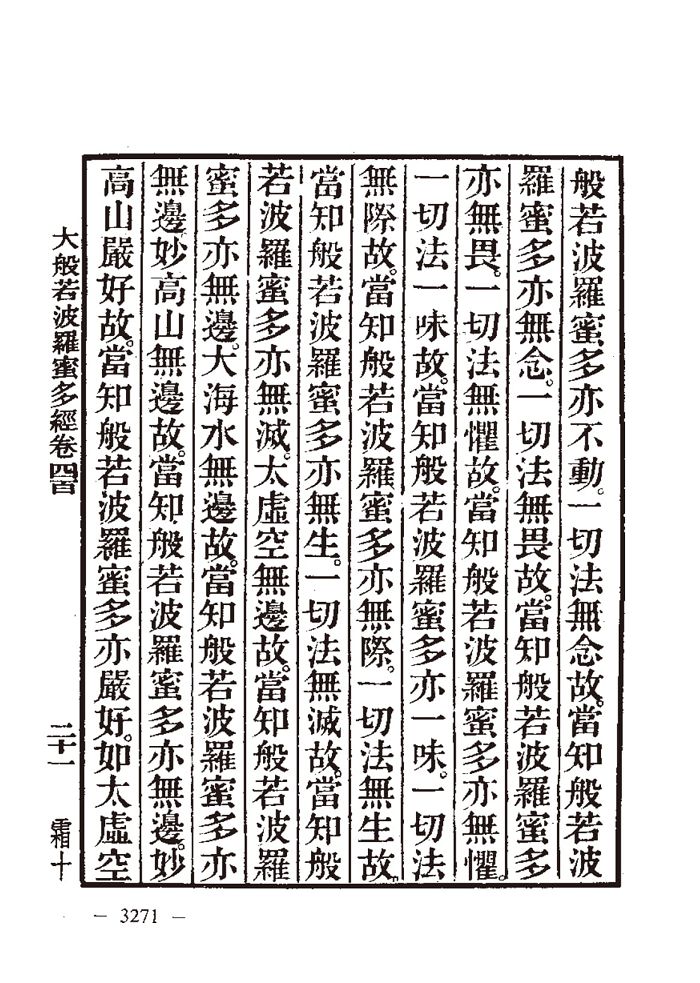 般若波羅蜜多亦不動。一切法無念故。當知般若波
羅蜜多亦無念。一切法無畏故。當知般若波羅蜜多
亦無畏。一切法無懼故。當知般若波羅蜜多亦無懼。
一切法一味故。當知般若波羅蜜多亦一味。一切法
無際故。當知般若波羅蜜多亦無際。一切法無生故。
當知般若波羅蜜多亦無生。一切法無滅故。當知般
若波羅蜜多亦無滅。太虛空無邊故。當知般若波羅
蜜多亦無邊。大海水無邊故。當知般若波羅蜜多亦
無邊。妙高山無邊故。當知般若波羅蜜多亦無邊。妙
高山嚴好故。當知般若波羅蜜多亦嚴好。如太虛空
大般若波羅蜜多經卷四百
二十一
霜十
— 3271 —